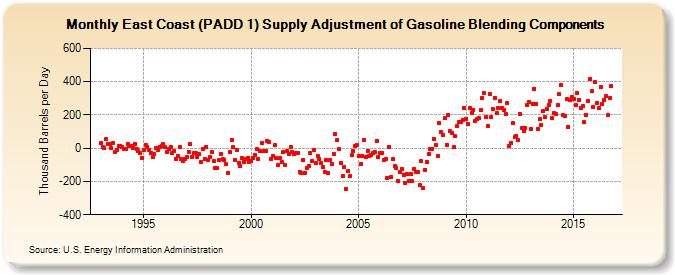 Monthly East Coast (PADD 1) Supply Adjustment of Gasoline Blending Components
Thousand Barrels per Day
600
400
200
0
-200
-400
1995 2000 2005 2010 2015
Source: U.S. Energy Information Administration